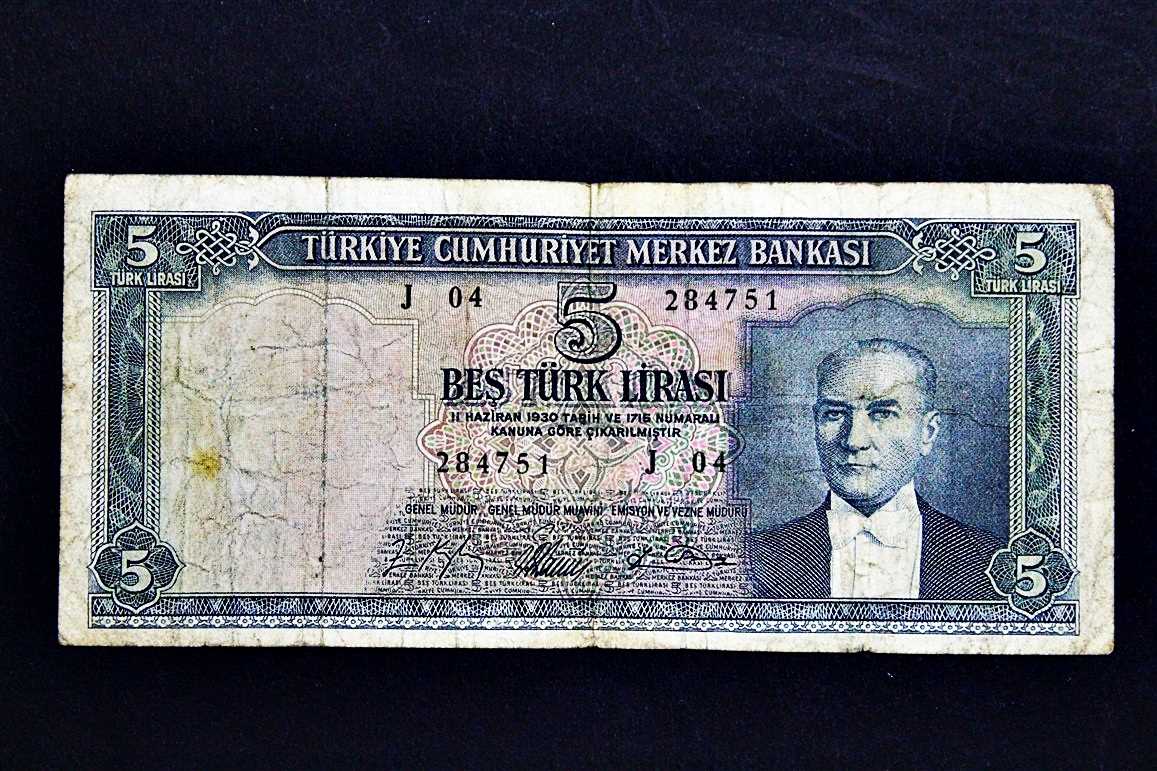 5 TÜRKİYE CUMHURİYET MERKEZ BANKASI 5
TÜRK LİRASI TÜRK LİRASI
J 04 5 284751
BEŞ TÜRK LİRASI
11 HAZİRAN 1930 TARİH VE 1715 NUMARALI
KANUNA GÖRE ÇIKARILMIŞTIR
284751 J 04
GENEL MÜDÜR GENEL MÜDÜR MUAVİNİ EMİSYON VE VEZNE MÜDÜRÜ
5 5